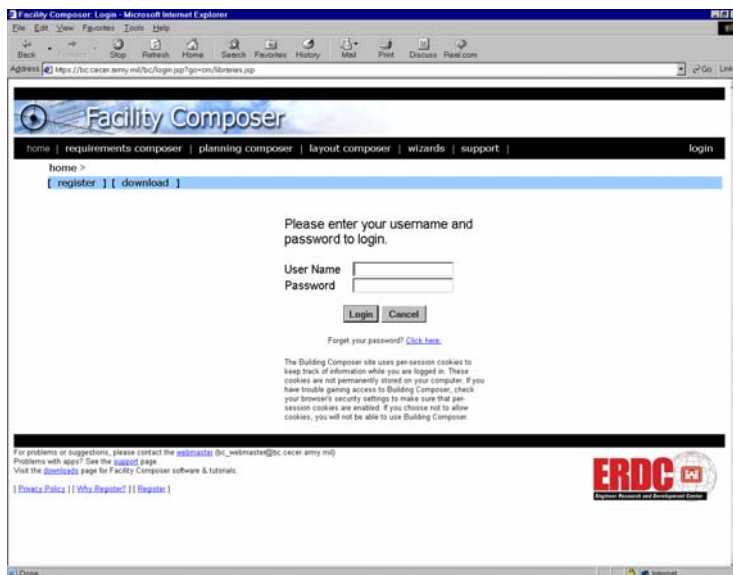 Facility Composer: Login - Microsoft Internet Explorer
File Edit View Favorites Tools Help
Back Forward Stop Refresh Home Search Favorites History Mail Print Discuss Real.com
Address https://bc.cecer.army.mil/bc/login.jsp?go=cm/libraries.jsp Go Links
Facility Composer
home | requirements composer | planning composer | layout composer | wizards | support | login
home >
[ register ] [ download ]
Please enter your username and
password to login.
User Name
Password
Login Cancel
Forget your password? Click here.
The Building Composer site uses per-session cookies to
keep track of information while you are logged in. These
cookies are not permanently stored on your computer. If you
have trouble gaining access to Building Composer, check
your browser's security settings to make sure that per-
session cookies are enabled. If you choose not to allow
cookies, you will not be able to use Building Composer.
For problems or suggestions, please contact the webmaster (bc_webmaster@bc.cecer.army.mil)
Problems with apps? See the support page.
Visit the downloads page for Facility Composer software & tutorials.
[ Privacy Policy ] [ Why Register? ] [ Register ]
ERDC
Engineer Research and Development Center
Done Internet